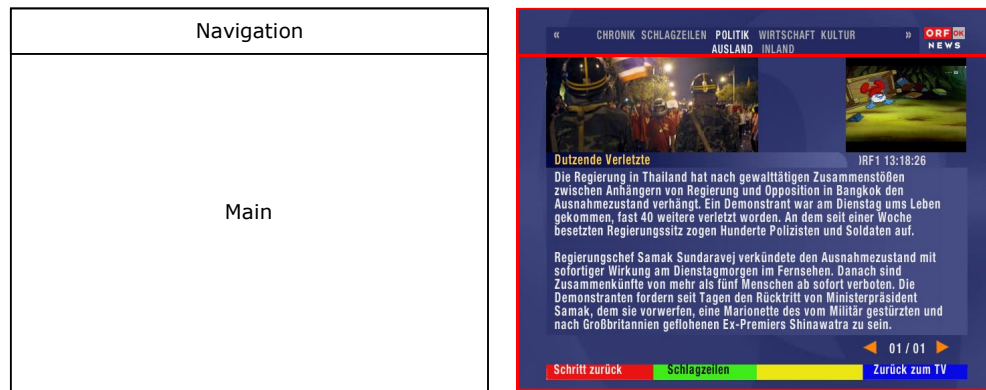 Navigation
Main
« CHRONIK SCHLAGZEILEN POLITIK WIRTSCHAFT KULTUR »
AUSLAND INLAND
ORF OK
NEWS
Dutzende Verletzte
)RF1 13:18:26
Die Regierung in Thailand hat nach gewalttätigen Zusammenstößen
zwischen Anhängern von Regierung und Opposition in Bangkok den
Ausnahmezustand verhängt. Ein Demonstrant war am Dienstag ums Leben
gekommen, fast 40 weitere verletzt worden. An dem seit einer Woche
besetzten Regierungssitz zogen Hunderte Polizisten und Soldaten auf.
Regierungschef Samak Sundaravej verkündete den Ausnahmezustand mit
sofortiger Wirkung am Dienstagmorgen im Fernsehen. Danach sind
Zusammenkünfte von mehr als fünf Menschen ab sofort verboten. Die
Demonstranten fordern seit Tagen den Rücktritt von Ministerpräsident
Samak, dem sie vorwerfen, eine Marionette des vom Militär gestürzten und
nach Großbritannien geflohenen Ex-Premiers Shinawatra zu sein.
01 / 01
Schritt zurück
Schlagzeilen
Zurück zum TV